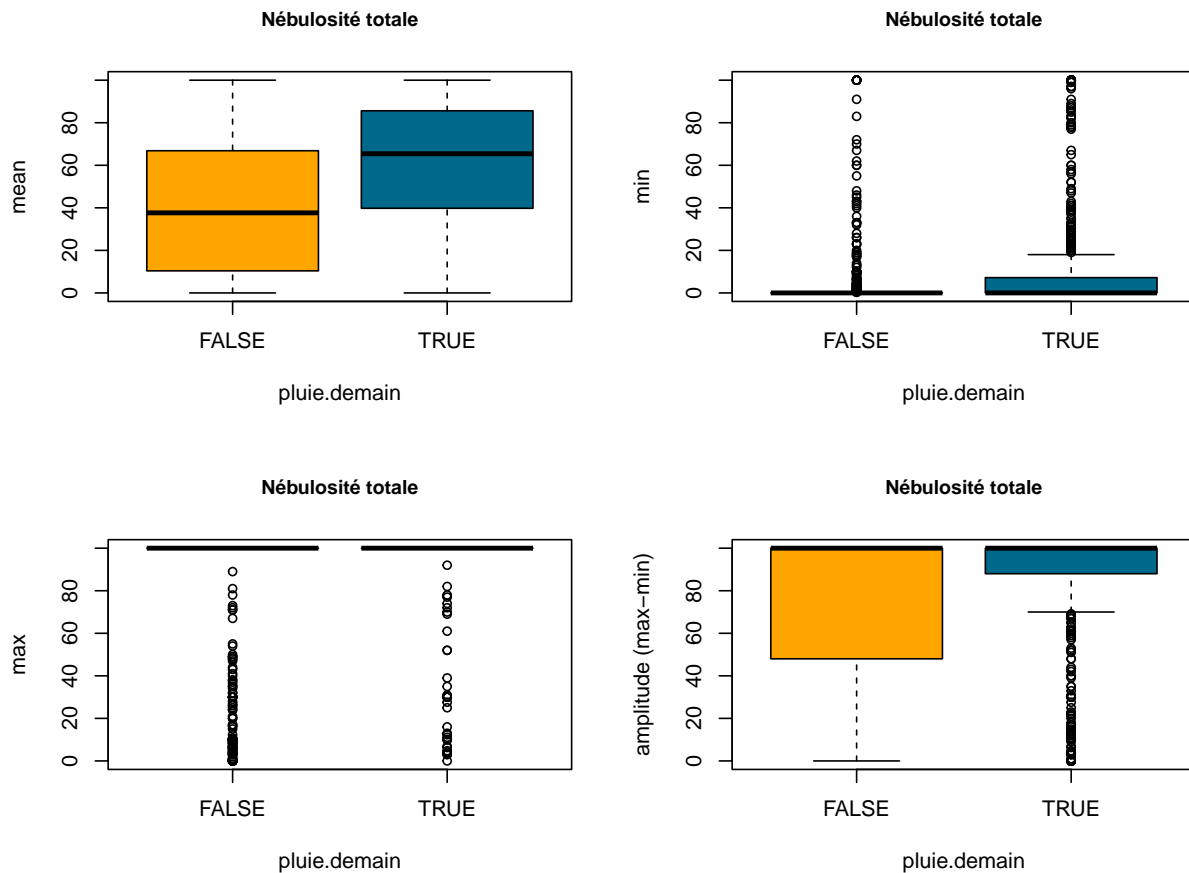 Nébulosité totale
mean
0 20 40 60 80
FALSE TRUE
pluie.demain
Nébulosité totale
min
0 20 40 60 80
FALSE TRUE
pluie.demain
Nébulosité totale
max
0 20 40 60 80
FALSE TRUE
pluie.demain
Nébulosité totale
amplitude (max−min)
0 20 40 60 80
FALSE TRUE
pluie.demain